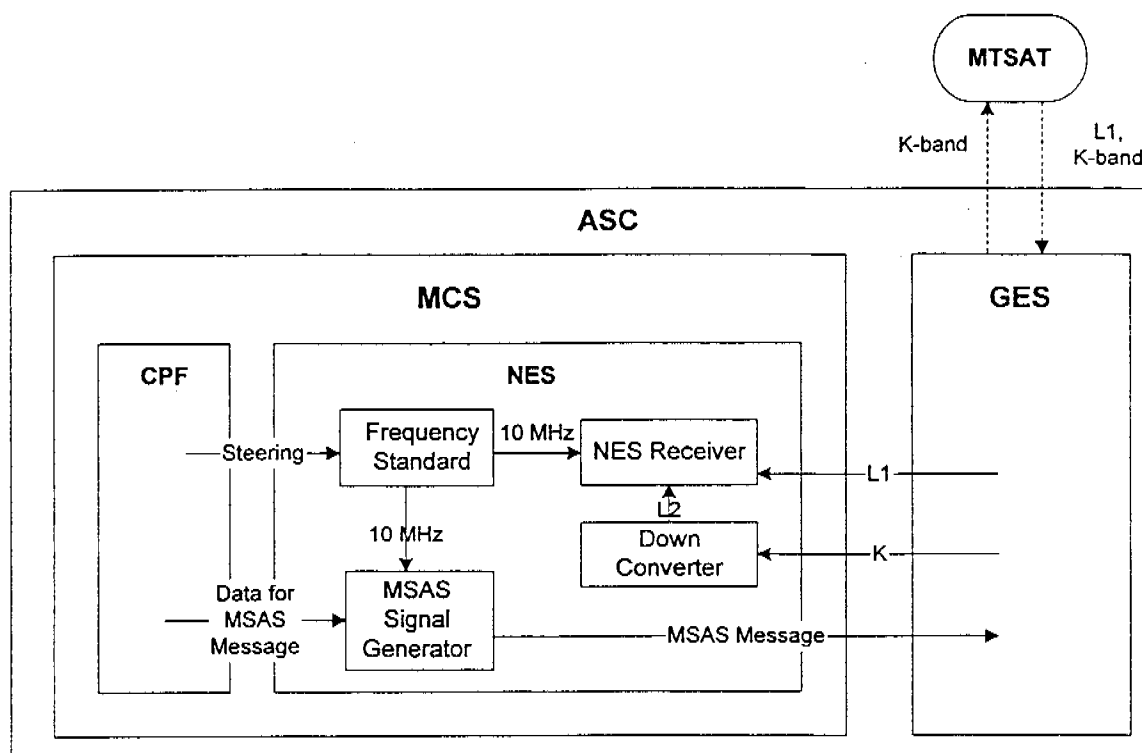 MTSAT
K-band
L1,
K-band
ASC
MCS
GES
CPF
NES
Steering
Frequency
Standard
10 MHz
NES Receiver
L1
L2
10 MHz
Down
Converter
K
Data for
MSAS
Message
MSAS
Signal
Generator
MSAS Message